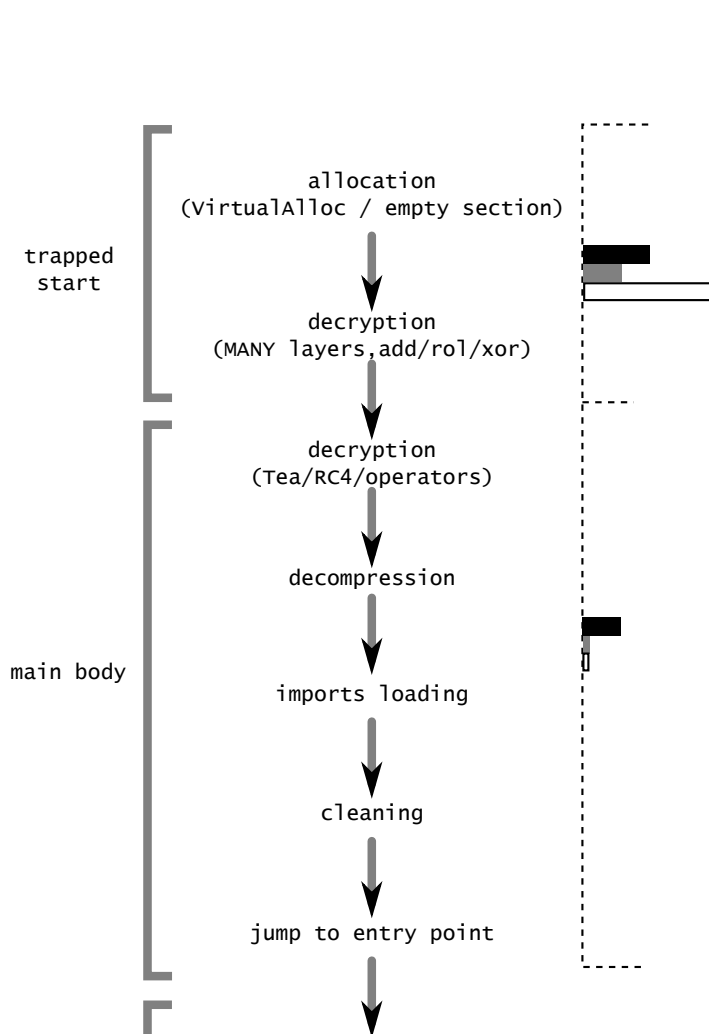 allocation
(VirtualAlloc / empty section)
trapped
start
decryption
(MANY layers,add/rol/xor)
decryption
(Tea/RC4/operators)
decompression
main body
imports loading
cleaning
jump to entry point